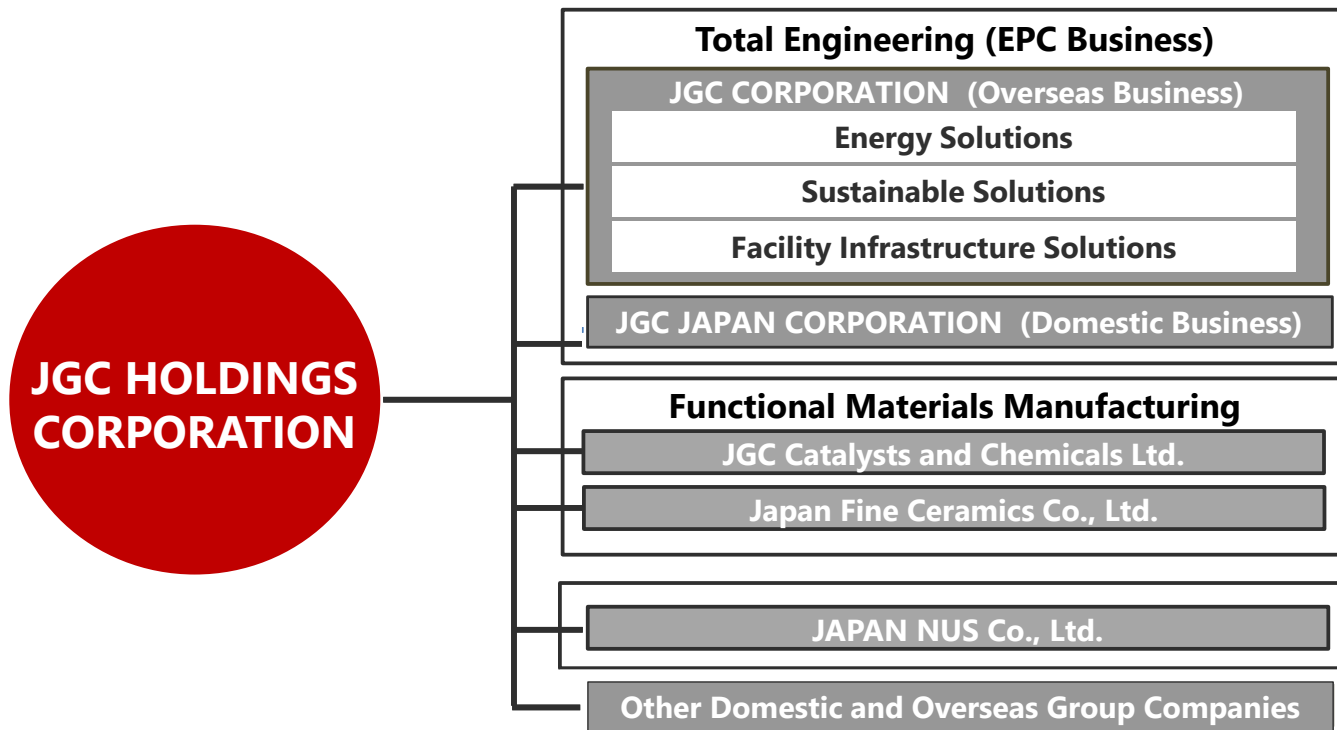 JGC HOLDINGS
CORPORATION
Total Engineering (EPC Business)
JGC CORPORATION (Overseas Business)
Energy Solutions
Sustainable Solutions
Facility Infrastructure Solutions
JGC JAPAN CORPORATION (Domestic Business)
Functional Materials Manufacturing
JGC Catalysts and Chemicals Ltd.
Japan Fine Ceramics Co., Ltd.
JAPAN NUS Co., Ltd.
Other Domestic and Overseas Group Companies